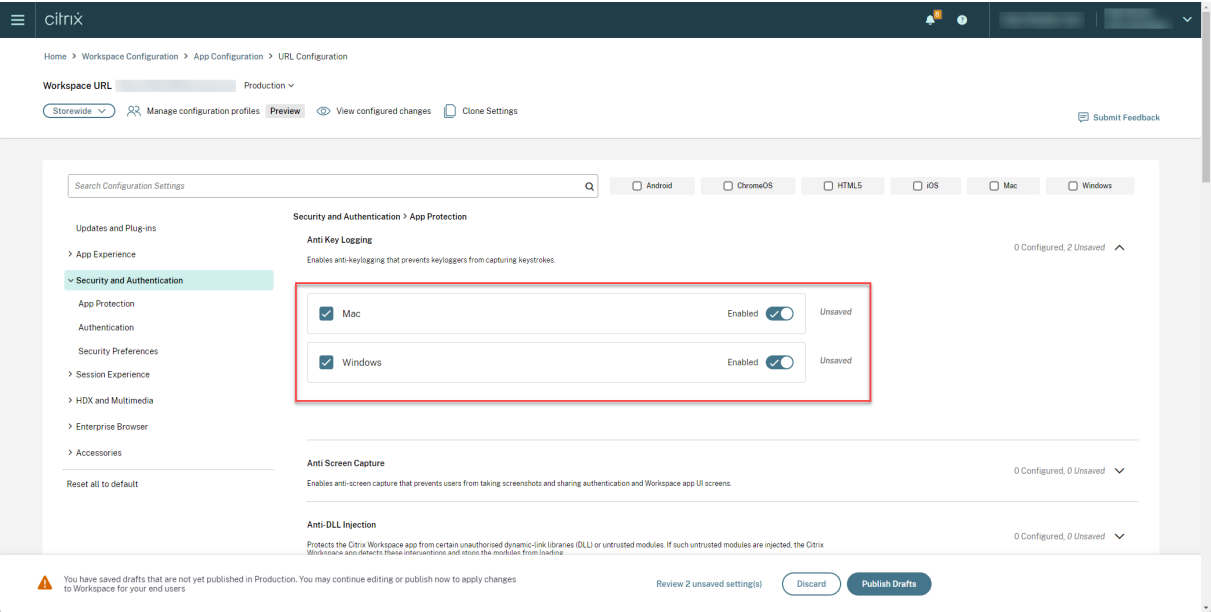 citrix
8
?
Home > Workspace Configuration > App Configuration > URL Configuration
Workspace URL
Production
Storewide
Manage configuration profiles Preview
View configured changes
Clone Settings
Submit Feedback
Search Configuration Settings
Android
ChromeOS
HTML5
iOS
Mac
Windows
Updates and Plug-ins
> App Experience
Security and Authentication
App Protection
Authentication
Security Preferences
> Session Experience
> HDX and Multimedia
> Enterprise Browser
> Accessories
Reset all to default
Security and Authentication > App Protection
Anti Key Logging
0 Configured, 2 Unsaved
Enables anti-keylogging that prevents keyloggers from capturing keystrokes.
Mac Enabled Unsaved
Windows Enabled Unsaved
Anti Screen Capture
0 Configured, 0 Unsaved
Enables anti-screen capture that prevents users from taking screenshots and sharing authentication and Workspace app UI screens.
Anti-DLL Injection
0 Configured, 0 Unsaved
Protects the Citrix Workspace app from certain unauthorised dynamic-link libraries (DLL) or untrusted modules. If such untrusted modules are injected, the Citrix
Workspace app detects these interventions and stops the modules from loading
You have saved drafts that are not yet published in Production. You may continue editing or publish now to apply changes
to Workspace for your end users
Review 2 unsaved setting(s)
Discard
Publish Drafts